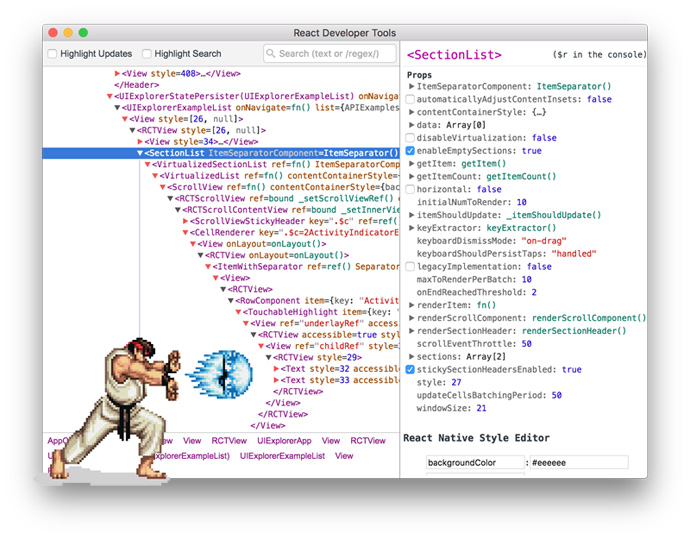 React Developer Tools
Highlight Updates
Highlight Search
Search (text or /regex/)
<View style=408>…</View>
</Header>
<UIExplorerStatePersister(UIExplorerExampleList) onNaviga
<UIExplorerExampleList onNavigate=fn() list={APIExamples
<View style=[26, null]>
<RCTView style=[26, null]>
<View style=34>…</View>
<SectionList ItemSeparatorComponent=ItemSeparator()
<VirtualizedSectionList ref=fn() ItemSeparatorComp
<VirtualizedList ref=fn() contentContainerStyle={
<ScrollView ref=fn() contentContainerStyle={bac
<RCTScrollView ref=bound _setScrollViewRef()
<RCTScrollContentView ref=bound _setInnerVie
<ScrollViewStickyHeader key=".$c" ref=ref(
<CellRenderer key=".$c=2ActivityIndicatorE
<View onLayout=onLayout()>
<RCTView onLayout=onLayout()>
<ItemWithSeparator ref=ref() Separator
<View>
<RCTView>
<RowComponent item={key: "Activit
<TouchableHighlight item={key:
<View ref="underlayRef" access
<RCTView accessible=true style
<View ref="childRef" style=
<RCTView style=29>
<Text style=32 accessible
<Text style=33 accessible
</RCTView>
</View>
</RCTView>
</View>
View RCTView UIExplorerApp View RCTView
xplorerExampleList) UIExplorerExampleList View
<SectionList>
($r in the console)
Props
ItemSeparatorComponent: ItemSeparator()
automaticallyAdjustContentInsets: false
contentContainerStyle: {…}
data: Array[0]
disableVirtualization: false
enableEmptySections: true
getItem: getItem()
getItemCount: getItemCount()
horizontal: false
initialNumToRender: 10
itemShouldUpdate: _itemShouldUpdate()
keyExtractor: keyExtractor()
keyboardDismissMode: "on-drag"
keyboardShouldPersistTaps: "handled"
legacyImplementation: false
maxToRenderPerBatch: 10
onEndReachedThreshold: 2
renderItem: fn()
renderScrollComponent: renderScrollComponent()
renderSectionHeader: renderSectionHeader()
scrollEventThrottle: 50
sections: Array[2]
stickySectionHeadersEnabled: true
style: 27
updateCellsBatchingPeriod: 50
windowSize: 21
React Native Style Editor
backgroundColor : #eeeeee